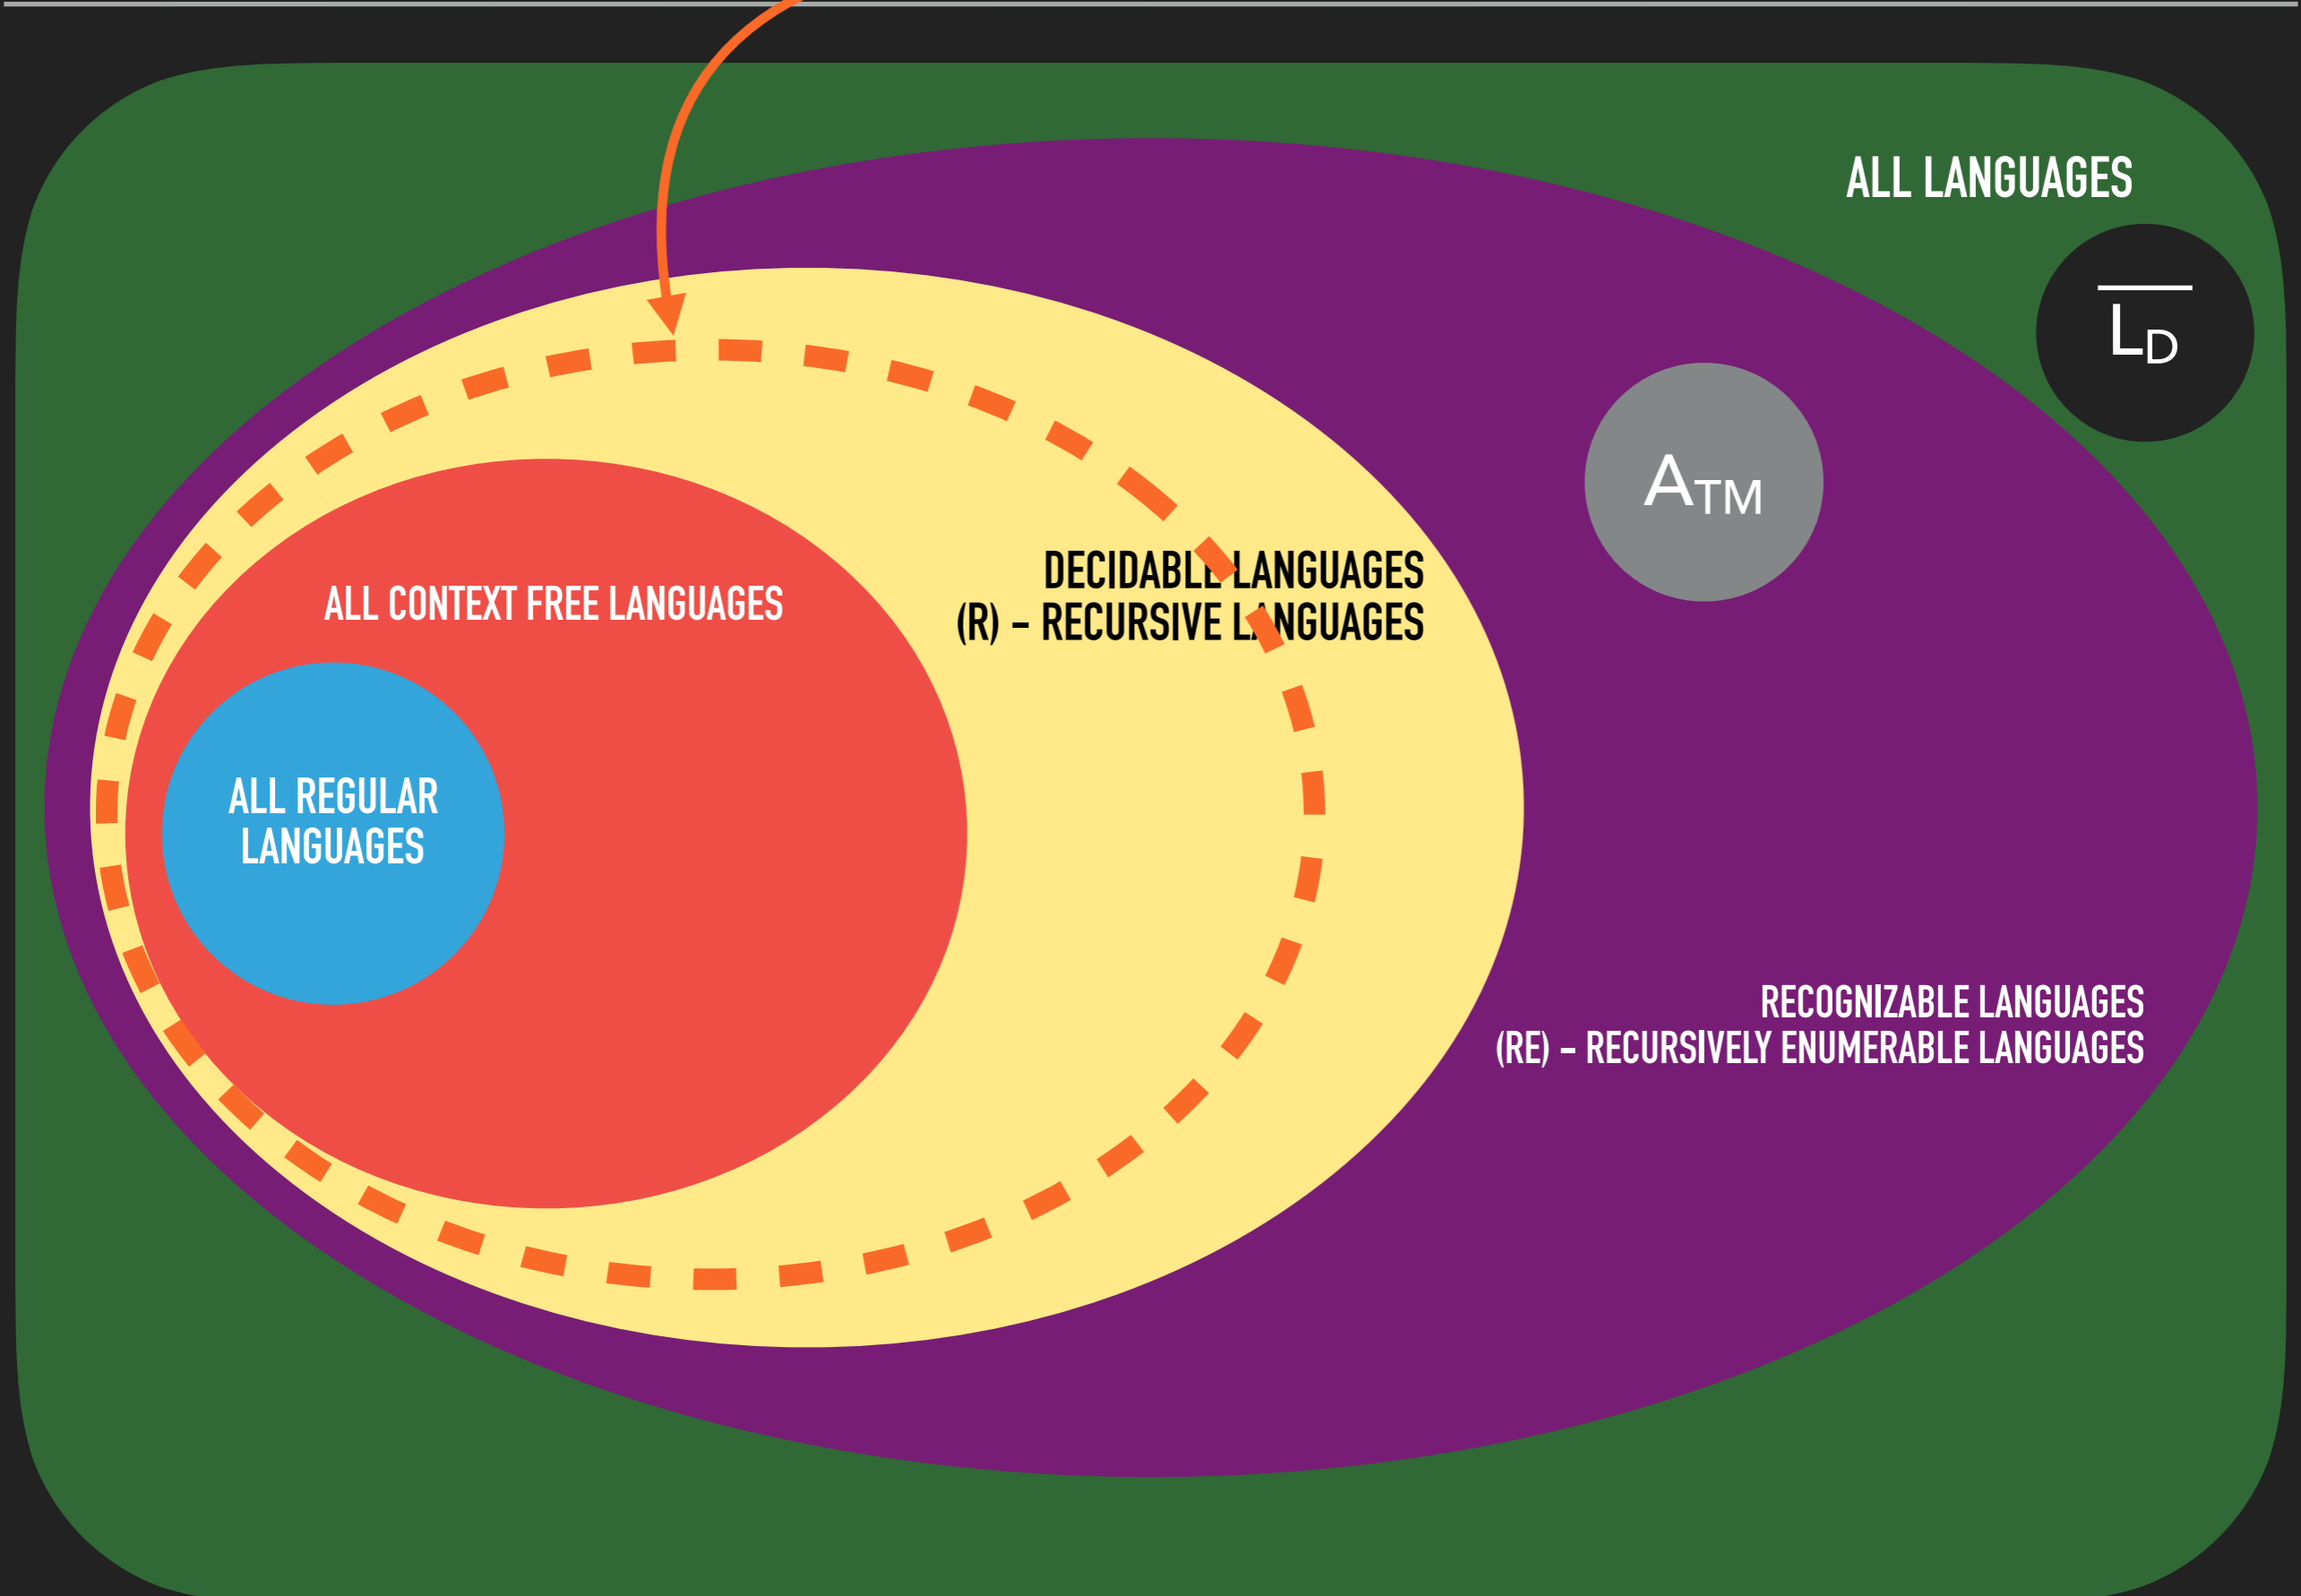 ALL LANGUAGES
L̅D
ATM
DECIDABLE LANGUAGES
(R) – RECURSIVE LANGUAGES
ALL CONTEXT FREE LANGUAGES
ALL REGULAR
LANGUAGES
RECOGNIZABLE LANGUAGES
(RE) – RECURSIVELY ENUMERABLE LANGUAGES